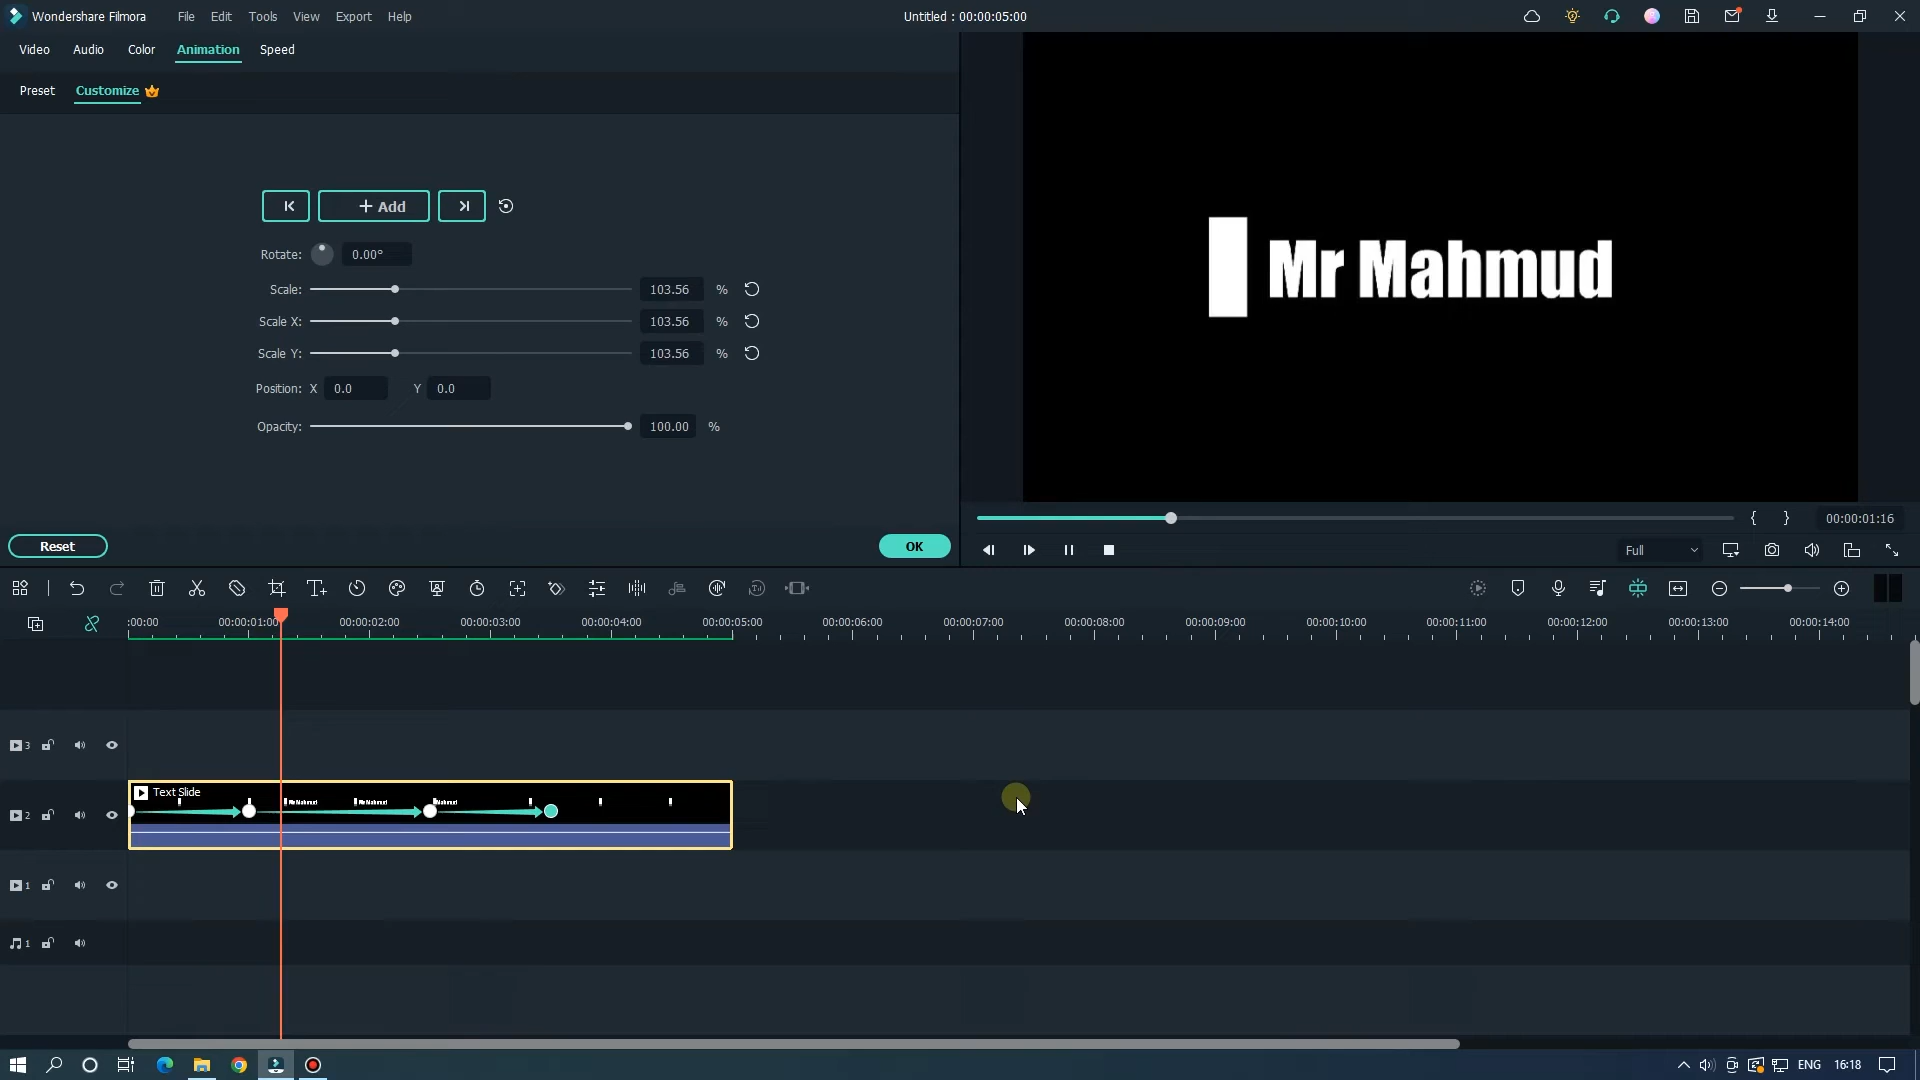 Wondershare Filmora File Edit Tools View Export Help Untitled : 00:00:05:00
Video Audio Color Animation Speed
Preset Customize
Add
Rotate: 0.00°
Scale: 103.56 %
Scale X: 103.56 %
Scale Y: 103.56 %
Position: X 0.0 Y 0.0
Opacity: 100.00 %
Reset OK
Mr Mahmud
{ } 00:00:01:16
Full
:00:00 00:00:01:00 00:00:02:00 00:00:03:00 00:00:04:00 00:00:05:00 00:00:06:00 00:00:07:00 00:00:08:00 00:00:09:00 00:00:10:00 00:00:11:00 00:00:12:00 00:00:13:00 00:00:14:00
3
2
Text Slide
Mr Mahmud Mr Mahmud Mahmud
1
1
ENG 16:18